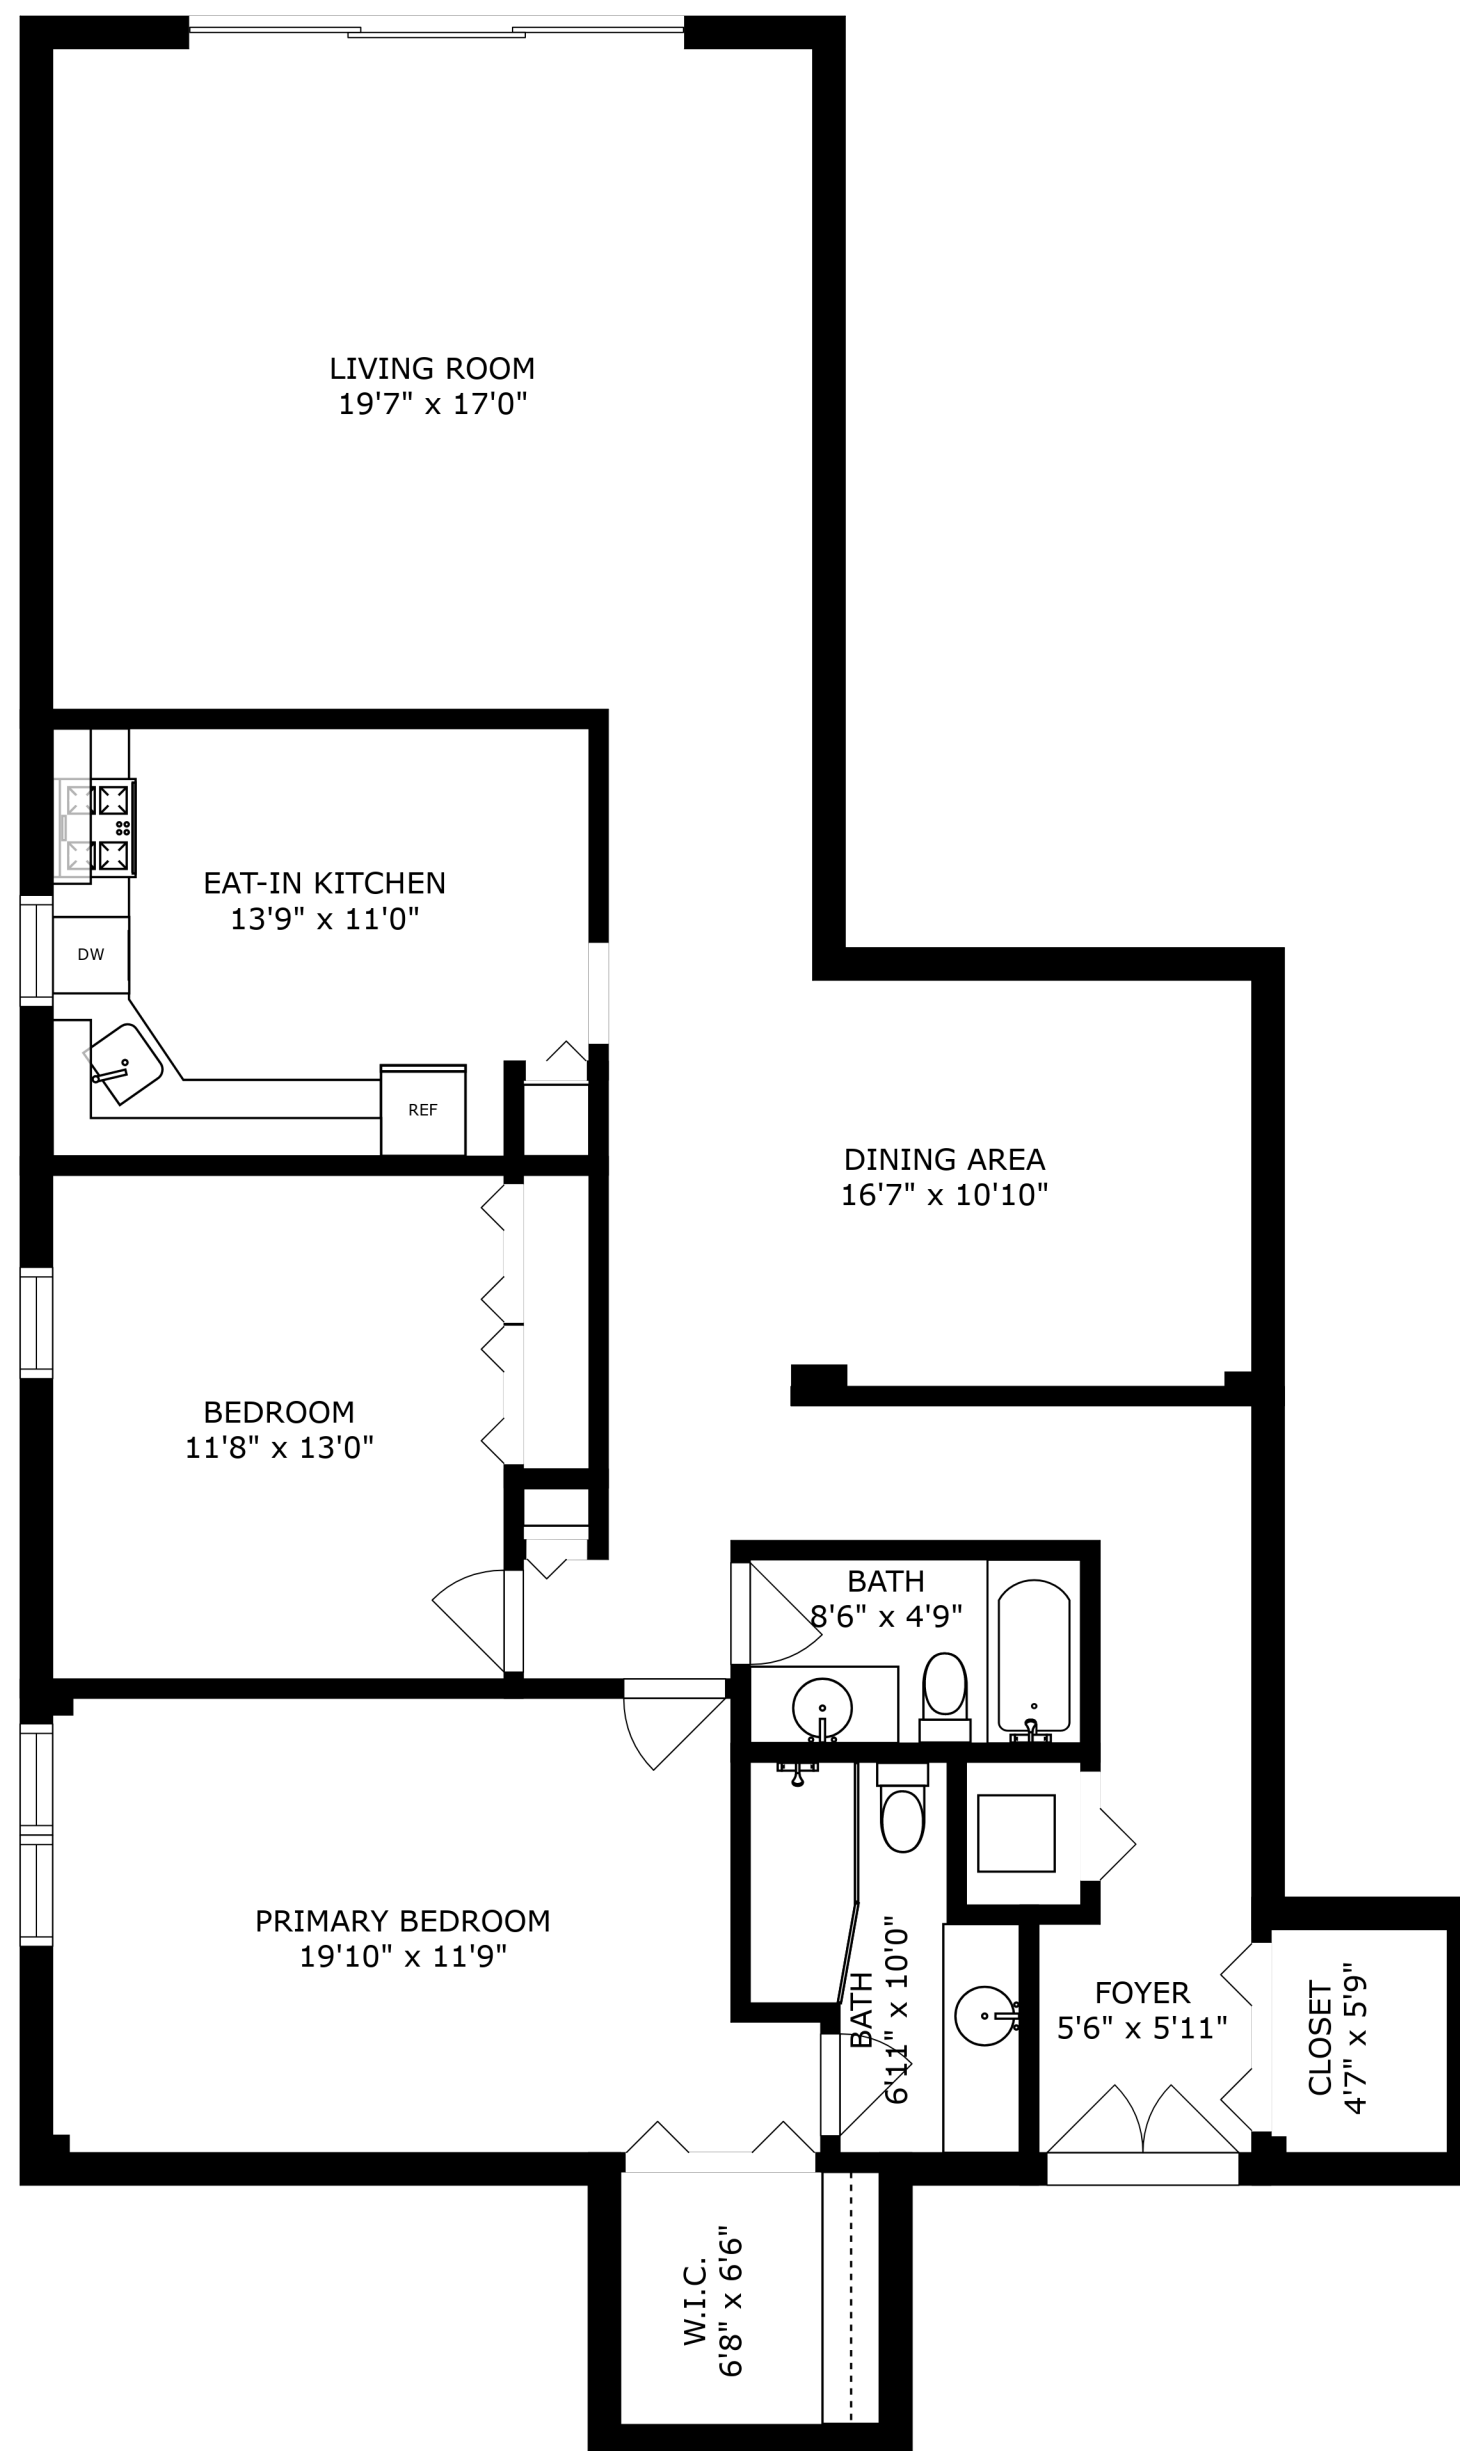 LIVING ROOM
19'7" x 17'0"
EAT-IN KITCHEN
13'9" x 11'0"
DW
REF
DINING AREA
16'7" x 10'10"
BEDROOM
11'8" x 13'0"
BATH
8'6" x 4'9"
PRIMARY BEDROOM
19'10" x 11'9"
BATH
6'11" x 10'0"
FOYER
5'6" x 5'11"
CLOSET
4'7" x 5'9"
W.I.C.
6'8" x 6'6"